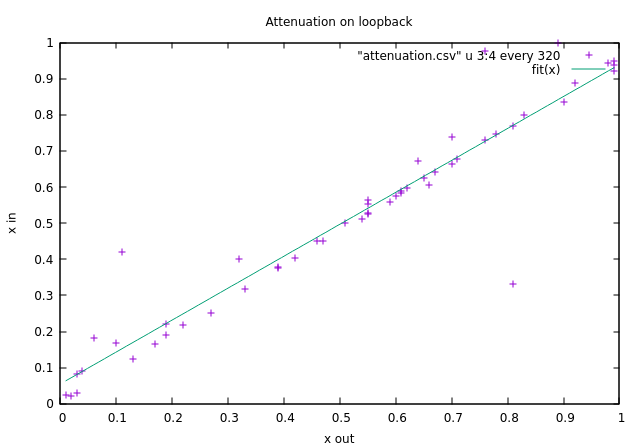 Attenuation on loopback
"attenuation.csv" u 3:4 every 320
fit(x)
1
0.9
0.8
0.7
0.6
0.5
0.4
0.3
0.2
0.1
0
x in
0 0.1 0.2 0.3 0.4 0.5 0.6 0.7 0.8 0.9 1
x out